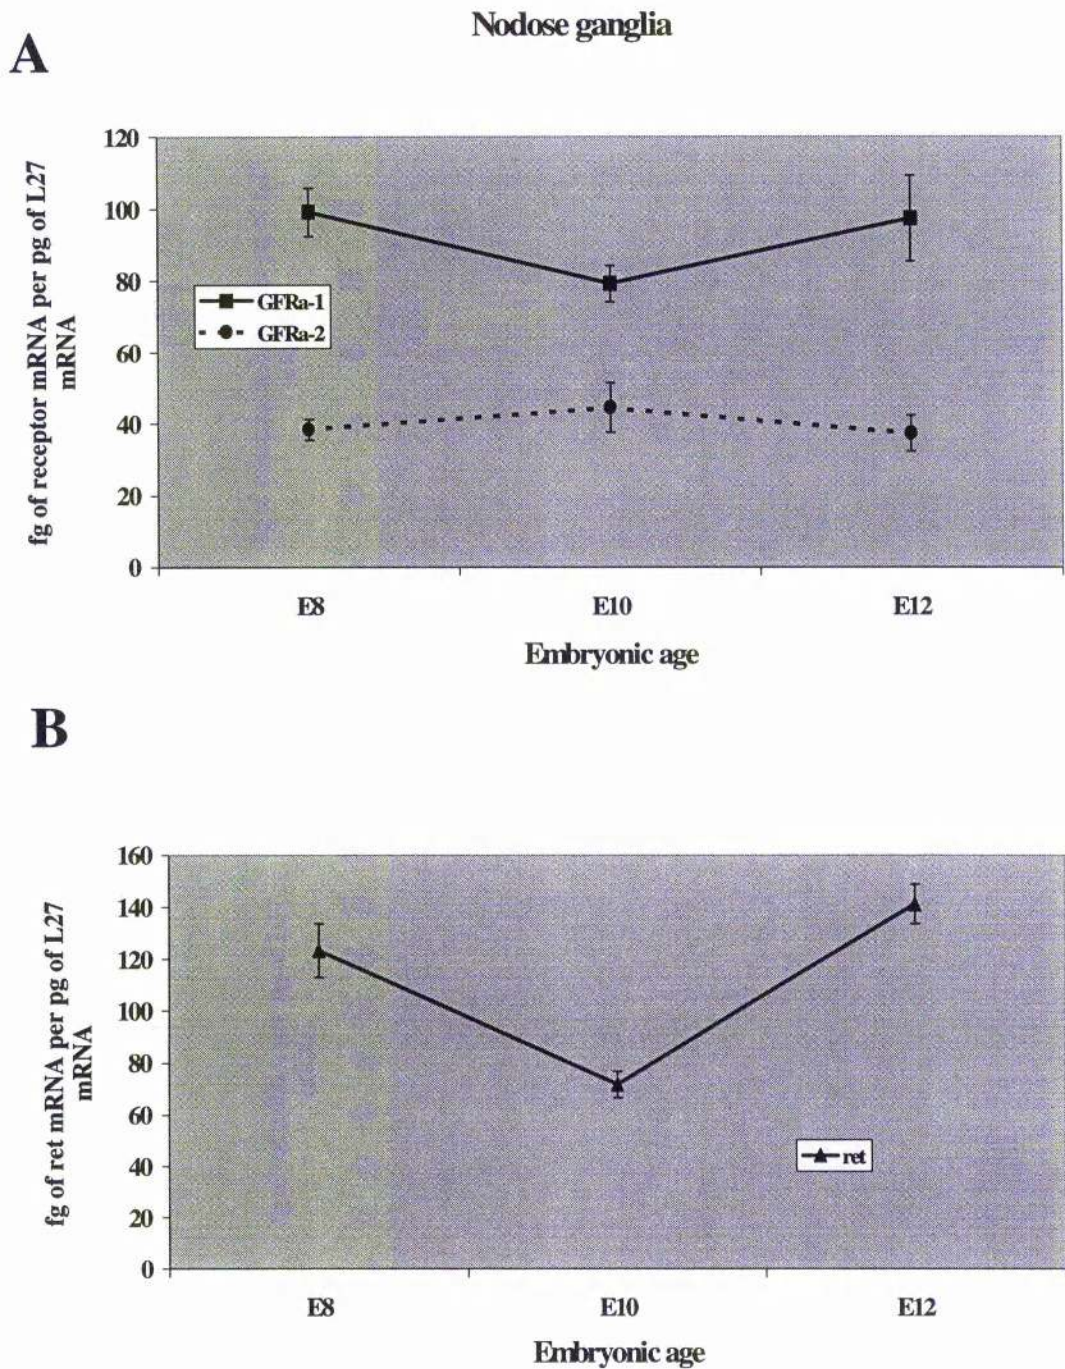 Nodose ganglia
A
120
100
80
60
40
20
0
fg of receptor mRNA per pg of L27
mRNA
GFRa-1
GFRa-2
E8 E10 E12
Embryonic age
B
160
140
120
100
80
60
40
20
0
fg of ret mRNA per pg of L27
mRNA
ret
E8 E10 E12
Embryonic age